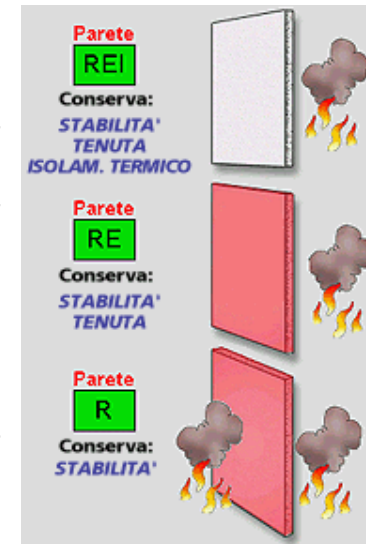 Parete
REI
Conserva:
STABILITA'
TENUTA
ISOLAM. TERMICO
Parete
RE
Conserva:
STABILITA'
TENUTA
Parete
R
Conserva:
STABILITA'